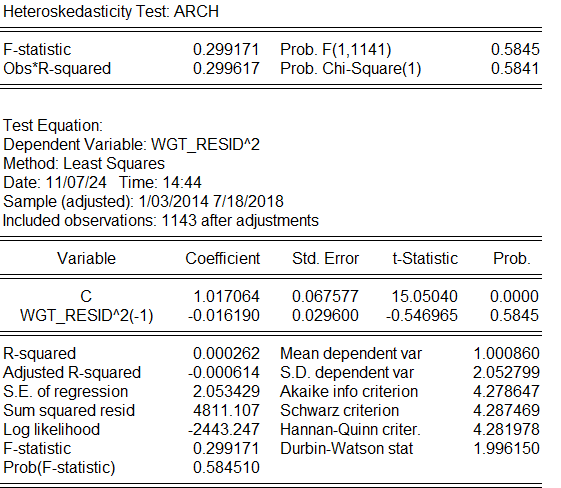 Heteroskedasticity Test: ARCH
F-statistic 0.299171 Prob. F(1,1141) 0.5845
Obs*R-squared 0.299617 Prob. Chi-Square(1) 0.5841
Test Equation:
Dependent Variable: WGT_RESID^2
Method: Least Squares
Date: 11/07/24 Time: 14:44
Sample (adjusted): 1/03/2014 7/18/2018
Included observations: 1143 after adjustments
Variable Coefficient Std. Error t-Statistic Prob.
C 1.017064 0.067577 15.05040 0.0000
WGT_RESID^2(-1) -0.016190 0.029600 -0.546965 0.5845
R-squared 0.000262 Mean dependent var 1.000860
Adjusted R-squared -0.000614 S.D. dependent var 2.052799
S.E. of regression 2.053429 Akaike info criterion 4.278647
Sum squared resid 4811.107 Schwarz criterion 4.287469
Log likelihood -2443.247 Hannan-Quinn criter. 4.281978
F-statistic 0.299171 Durbin-Watson stat 1.996150
Prob(F-statistic) 0.584510